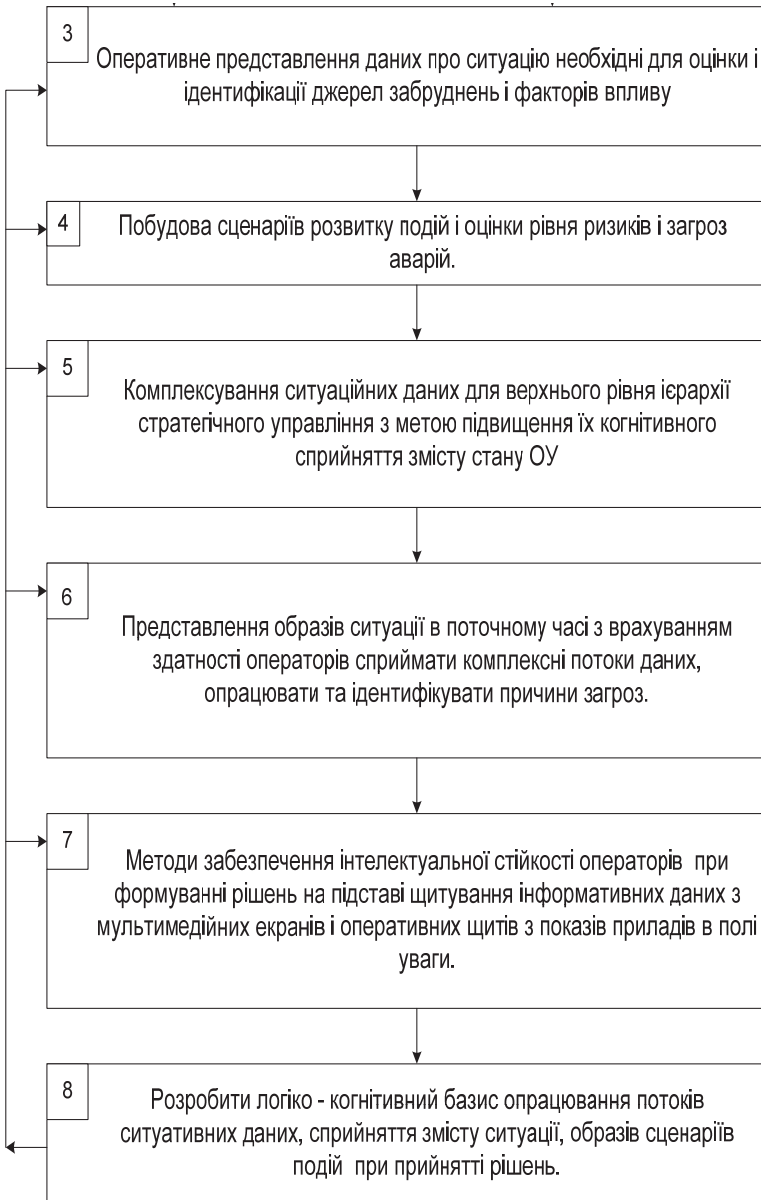 3
Оперативне представлення даних про ситуацію необхідні для оцінки і
ідентифікації джерел забруднень і факторів впливу
4
Побудова сценаріїв розвитку подій і оцінки рівня ризиків і загроз
аварій.
5
Комплексування ситуаційних даних для верхнього рівня ієрархії
стратегічного управління з метою підвищення їх когнітивного
сприйняття змісту стану ОУ
6
Представлення образів ситуації в поточному часі з врахуванням
здатності операторів сприймати комплексні потоки даних,
опрацювати та ідентифікувати причини загроз.
7
Методи забезпечення інтелектуальної стійкості операторів при
формуванні рішень на підставі щитування інформативних даних з
мультимедійних екранів і оперативних щитів з показів приладів в полі
уваги.
8
Розробити логіко - когнітивний базис опрацювання потоків
ситуативних даних, сприйняття змісту ситуації, образів сценаріїв
подій при прийнятті рішень.